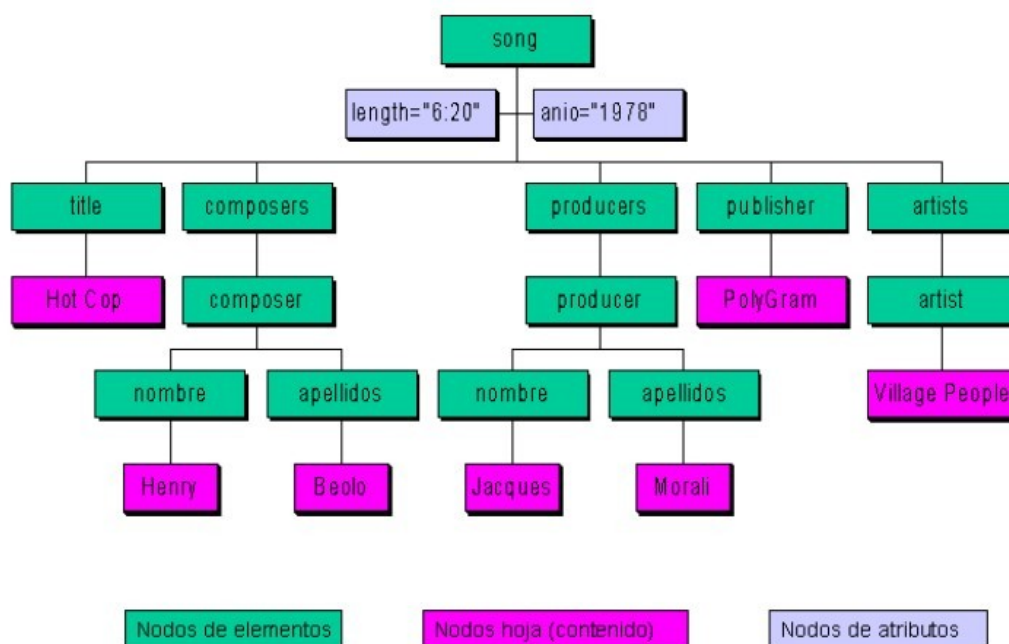 song
length="6:20"
anio="1978"
title
composers
producers
publisher
artists
Hot Cop
composer
producer
PolyGram
artist
nombre
apellidos
nombre
apellidos
Village People
Henry
Beolo
Jacques
Morali
Nodos de elementos
Nodos hoja (contenido)
Nodos de atributos